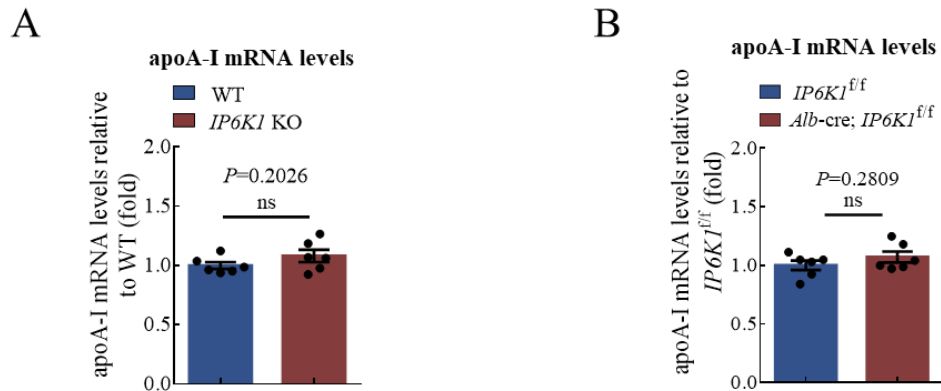 A
apoA-I mRNA levels
WT
IP6K1 KO
apoA-I mRNA levels relative
to WT (fold)
2.0
1.5
1.0
0.5
0.0
P=0.2026
ns
B
apoA-I mRNA levels
IP6K1f/f
Alb-cre; IP6K1f/f
apoA-I mRNA levels relative to
IP6K1f/f (fold)
2.0
1.5
1.0
0.5
0.0
P=0.2809
ns